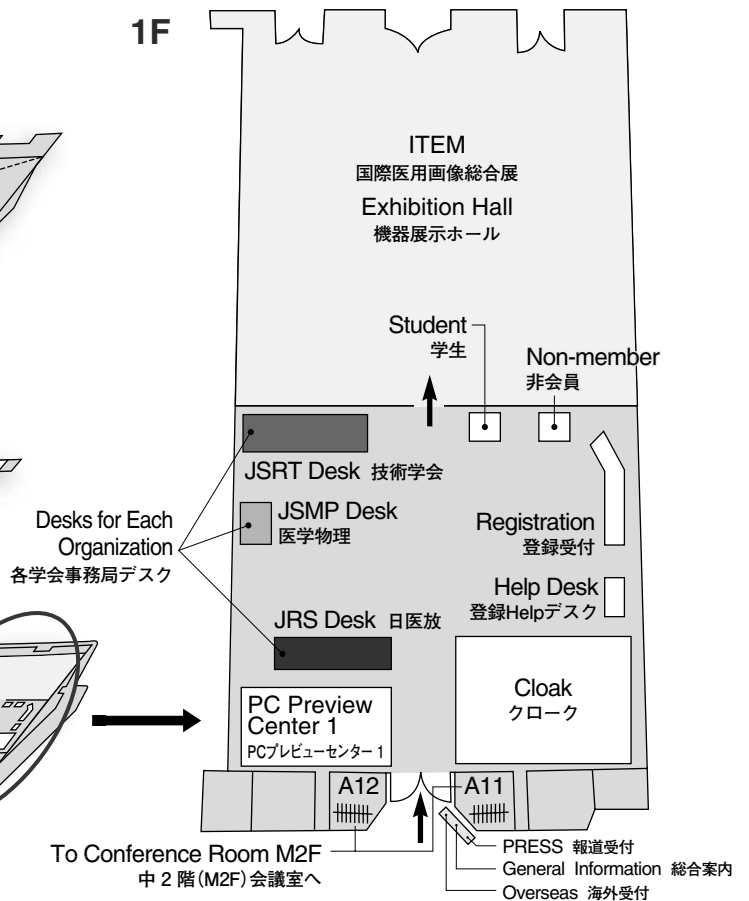 1F
ITEM
国際医用画像総合展
Exhibition Hall
機器展示ホール
Student
学生
Non-member
非会員
JSRT Desk 技術学会
Desks for Each
Organization
各学会事務局デスク
JSMP Desk
医学物理
Registration
登録受付
Help Desk
登録Helpデスク
JRS Desk 日医放
PC Preview
Center 1
PCプレビューセンター 1
Cloak
クローク
A12
A11
To Conference Room M2F
中 2 階(M2F)会議室へ
PRESS 報道受付
General Information 総合案内
Overseas 海外受付